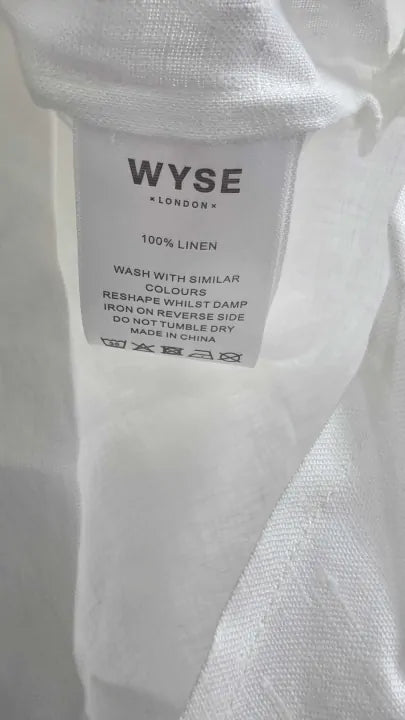 WYSE
×LONDON×
100% LINEN
WASH WITH SIMILAR
COLOURS
RESHAPE WHILST DAMP
IRON ON REVERSE SIDE
DO NOT TUMBLE DRY
MADE IN CHINA